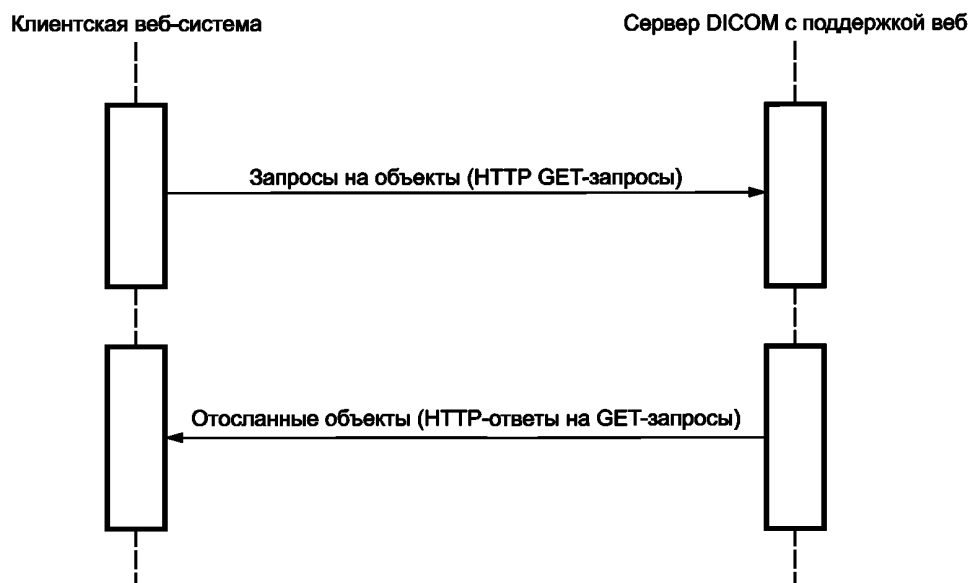 Клиентская веб-система
Сервер DICOM с поддержкой веб
Запросы на объекты (HTTP GET-запросы)
Отосланные объекты (HTTP-ответы на GET-запросы)